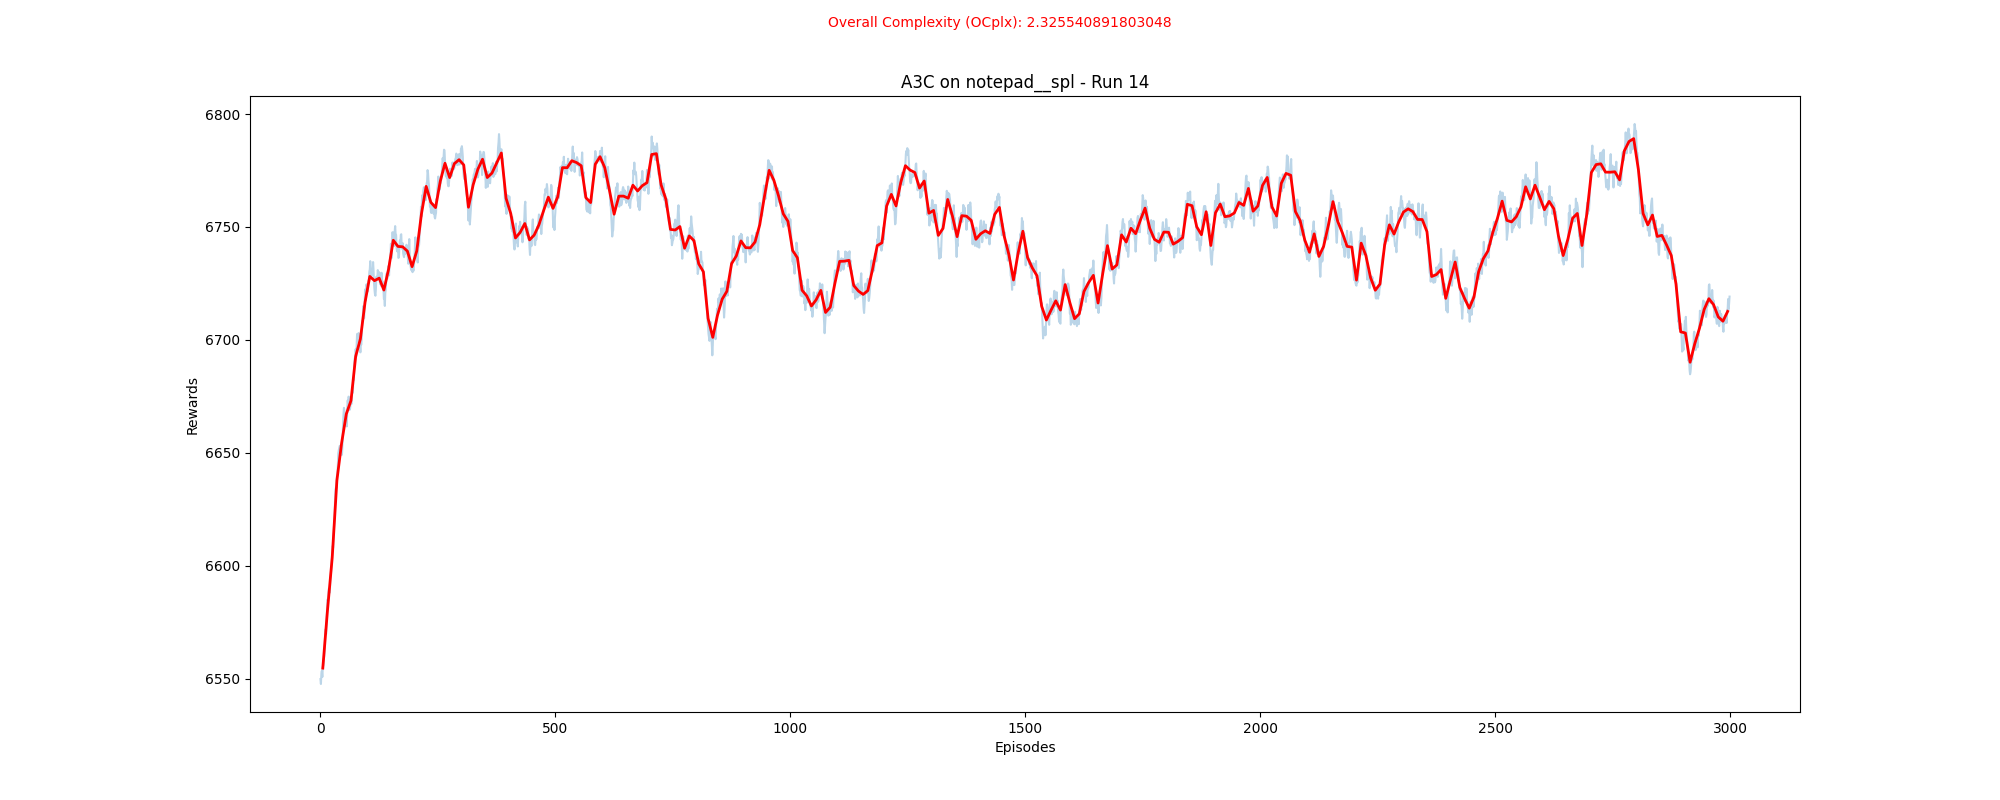 Overall Complexity (OCplx): 2.325540891803048
A3C on notepad__spl - Run 14
6800
6750
6700
6650
6600
6550
Rewards
0 500 1000 1500 2000 2500 3000
Episodes